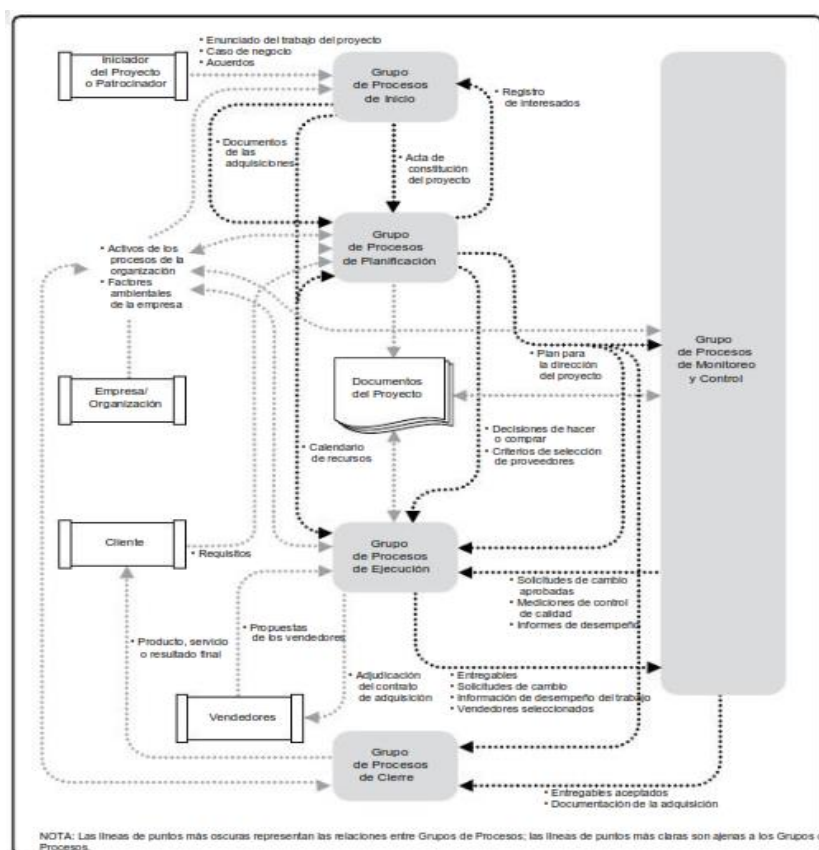 • Enunciado del trabajo del proyecto
• Caso de negocio
• Acuerdos
Iniciador
del Proyecto
o Patrocinador
Grupo
de Procesos
de Inicio
• Registro
de interesados
• Documentos
de las
adquisiciones
• Acta de
constitución
del proyecto
Grupo
de Procesos
de Planificación
• Activos de los
procesos de la
organización
• Factores
ambientales
de la empresa
Grupo
de Procesos
de Monitoreo
y Control
• Plan para
la dirección
del proyecto
Empresa/
Organización
Documentos
del Proyecto
• Calendario
de recursos
• Decisiones de hacer
o comprar
• Criterios de selección
de proveedores
Cliente
• Requisitos
Grupo
de Procesos
de Ejecución
• Solicitudes de cambio
aprobadas
• Mediciones de control
de calidad
• Informes de desempeño
• Producto, servicio
o resultado final
• Propuestas
de los vendedores
• Adjudicación
del contrato
de adquisición
• Entregables
• Solicitudes de cambio
• Información de desempeño del trabajo
• Vendedores seleccionados
Vendedores
Grupo
de Procesos
de Cierre
• Entregables aceptados
• Documentación de la adquisición
NOTA: Las líneas de puntos más oscuras representan las relaciones entre Grupos de Procesos; las líneas de puntos más claras son ajenas a los Grupos de
Procesos.